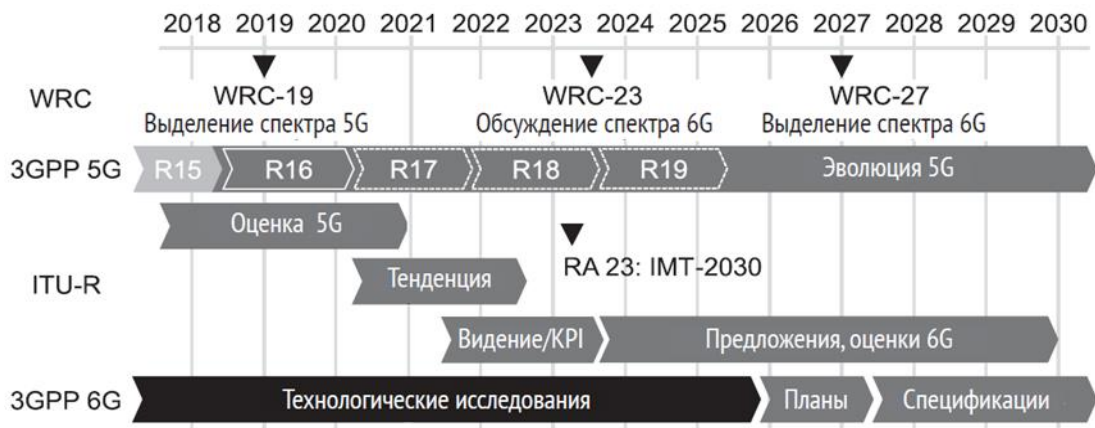 2018 2019 2020 2021 2022 2023 2024 2025 2026 2027 2028 2029 2030
WRC
WRC-19 WRC-23 WRC-27
Выделение спектра 5G Обсуждение спектра 6G Выделение спектра 6G
3GPP 5G R15 R16 R17 R18 R19 Эволюция 5G
Оценка 5G
RA 23: IMT-2030
Тенденция
ITU-R
Видение/KPI Предложения, оценки 6G
3GPP 6G Технологические исследования Планы Спецификации